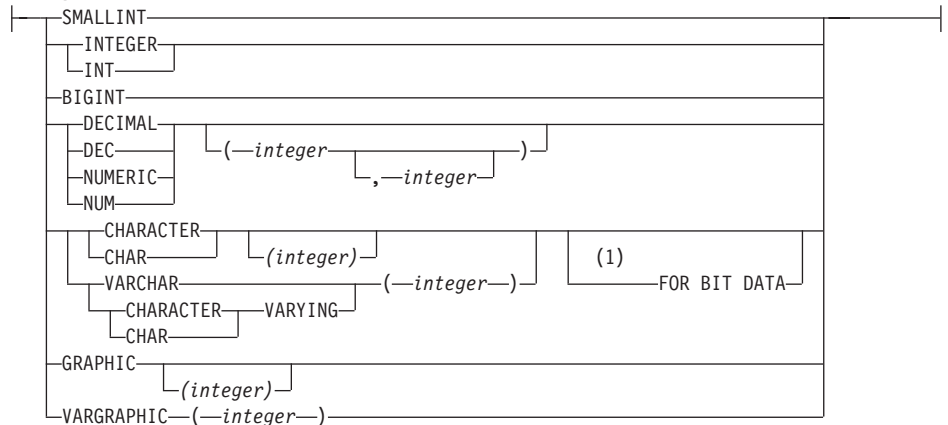 SMALLINT
INTEGER
INT
BIGINT
DECIMAL
DEC ( integer )
, integer
NUMERIC
NUM
CHARACTER
CHAR (integer) (1)
VARCHAR ( integer ) FOR BIT DATA
CHARACTER VARYING
CHAR
GRAPHIC
(integer)
VARGRAPHIC ( integer )